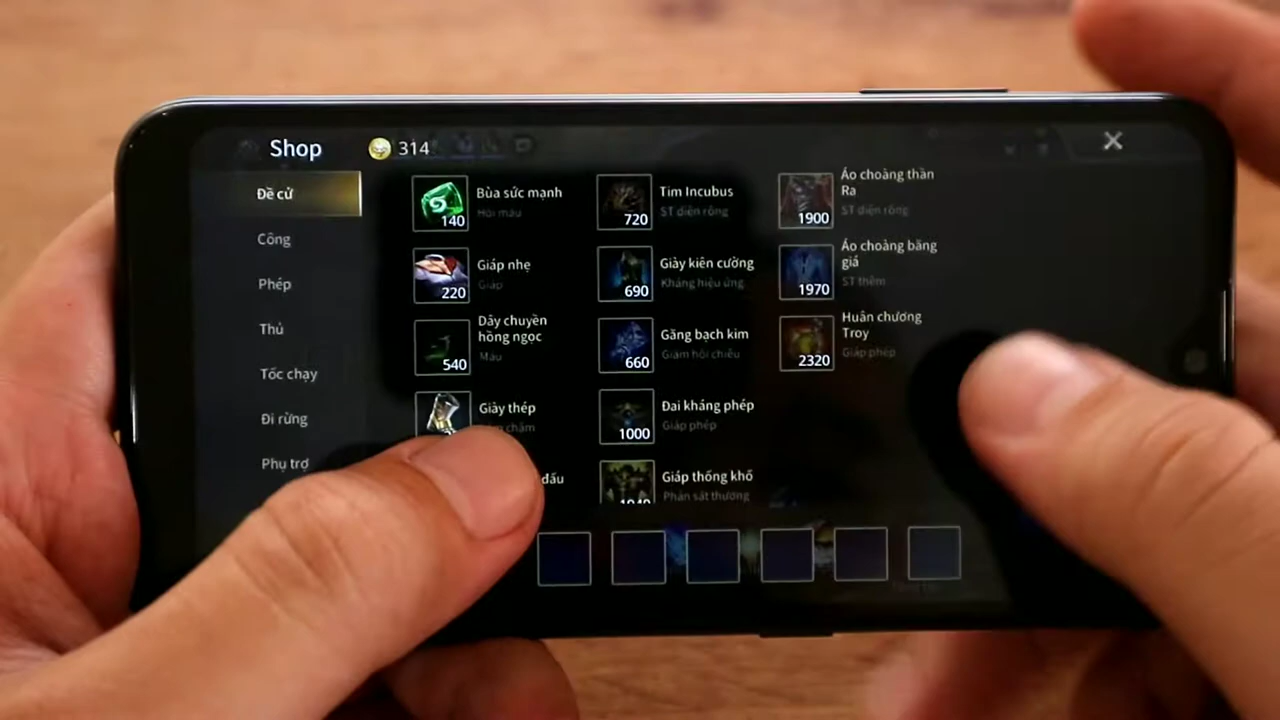 Shop
314
Đề cử
Công
Phép
Thủ
Tốc chạy
Đi rừng
Phụ trợ
Bùa sức mạnh
Hồi máu
140
Giáp nhẹ
Giáp
220
Dây chuyền
hồng ngọc
Máu
540
Giày thép
chậm
đấu
Tim Incubus
ST diện rộng
720
Giày kiên cường
Kháng hiệu ứng
690
Găng bạch kim
Giảm hồi chiêu
660
Đai kháng phép
Giáp phép
1000
Giáp thống khổ
Phản sát thương
Áo choàng thần
Ra
ST diện rộng
1900
Áo choàng băng
giá
ST thêm
1970
Huân chương
Troy
Giáp phép
2320